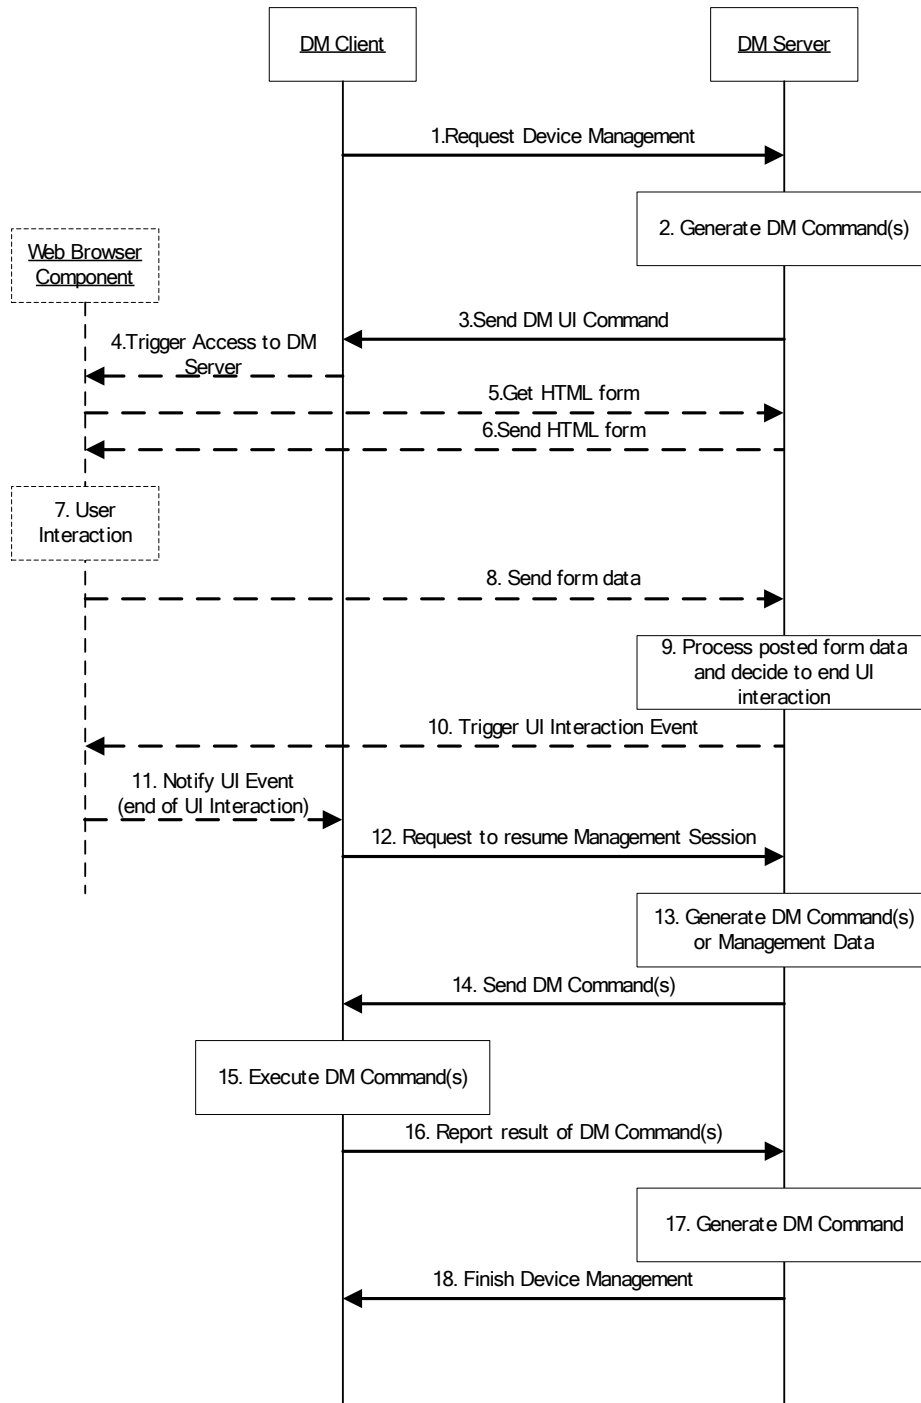 DM Client
DM Server
1.Request Device Management
2. Generate DM Command(s)
Web Browser
Component
3.Send DM UI Command
4.Trigger Access to DM
Server
5.Get HTML form
6.Send HTML form
7. User
Interaction
8. Send form data
9. Process posted form data
and decide to end UI
interaction
10. Trigger UI Interaction Event
11. Notify UI Event
(end of UI Interaction)
12. Request to resume Management Session
13. Generate DM Command(s)
or Management Data
14. Send DM Command(s)
15. Execute DM Command(s)
16. Report result of DM Command(s)
17. Generate DM Command
18. Finish Device Management